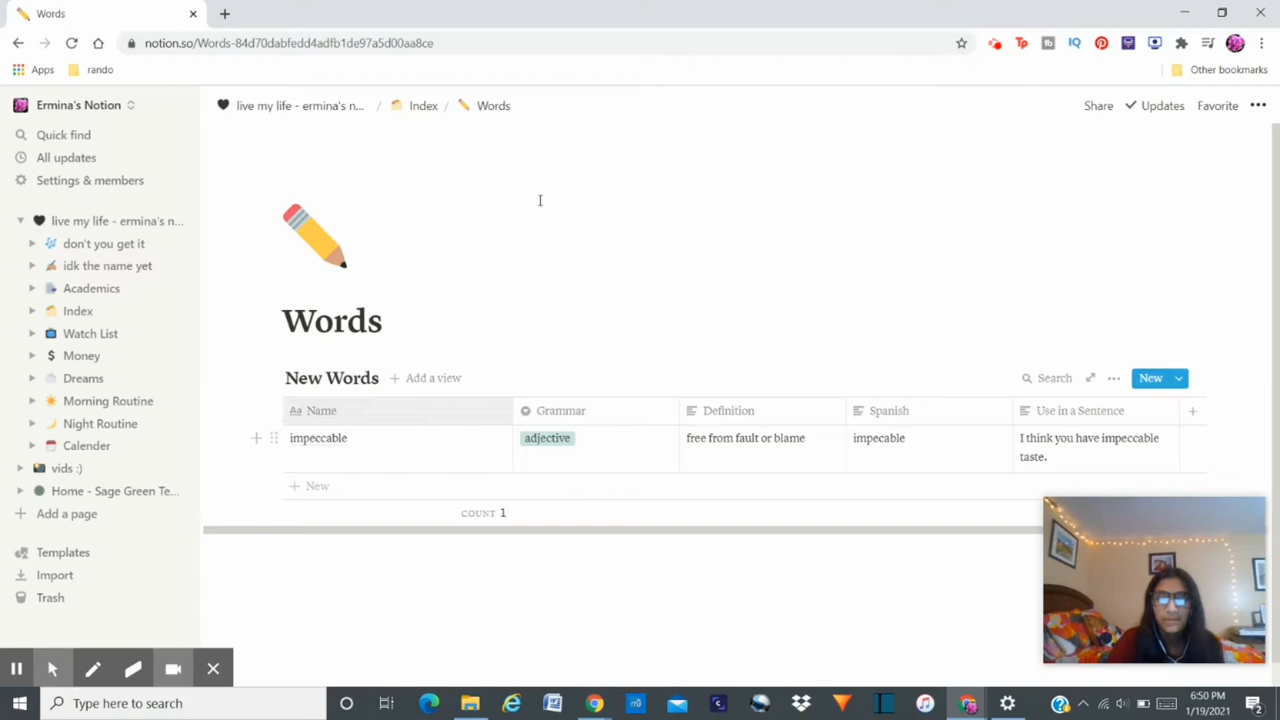 Words
notion.so/Words-84d70dabfedd4adfb1de97a5d00aa8ce
Tp
IQ
Apps
rando
Other bookmarks
Ermina's Notion
live my life - ermina's n... / Index / Words
Share
Updates
Favorite
Quick find
All updates
Settings & members
live my life - ermina's n...
don't you get it
idk the name yet
Academics
Index
Watch List
Money
Dreams
Morning Routine
Night Routine
Calender
vids :)
Home - Sage Green Te...
Add a page
Templates
Import
Trash
Words
New Words
Add a view
Search
New
Aa Name
Grammar
Definition
Spanish
Use in a Sentence
impeccable
adjective
free from fault or blame
impecable
I think you have impeccable
taste.
New
COUNT 1
Type here to search
6:50 PM
1/19/2021
2